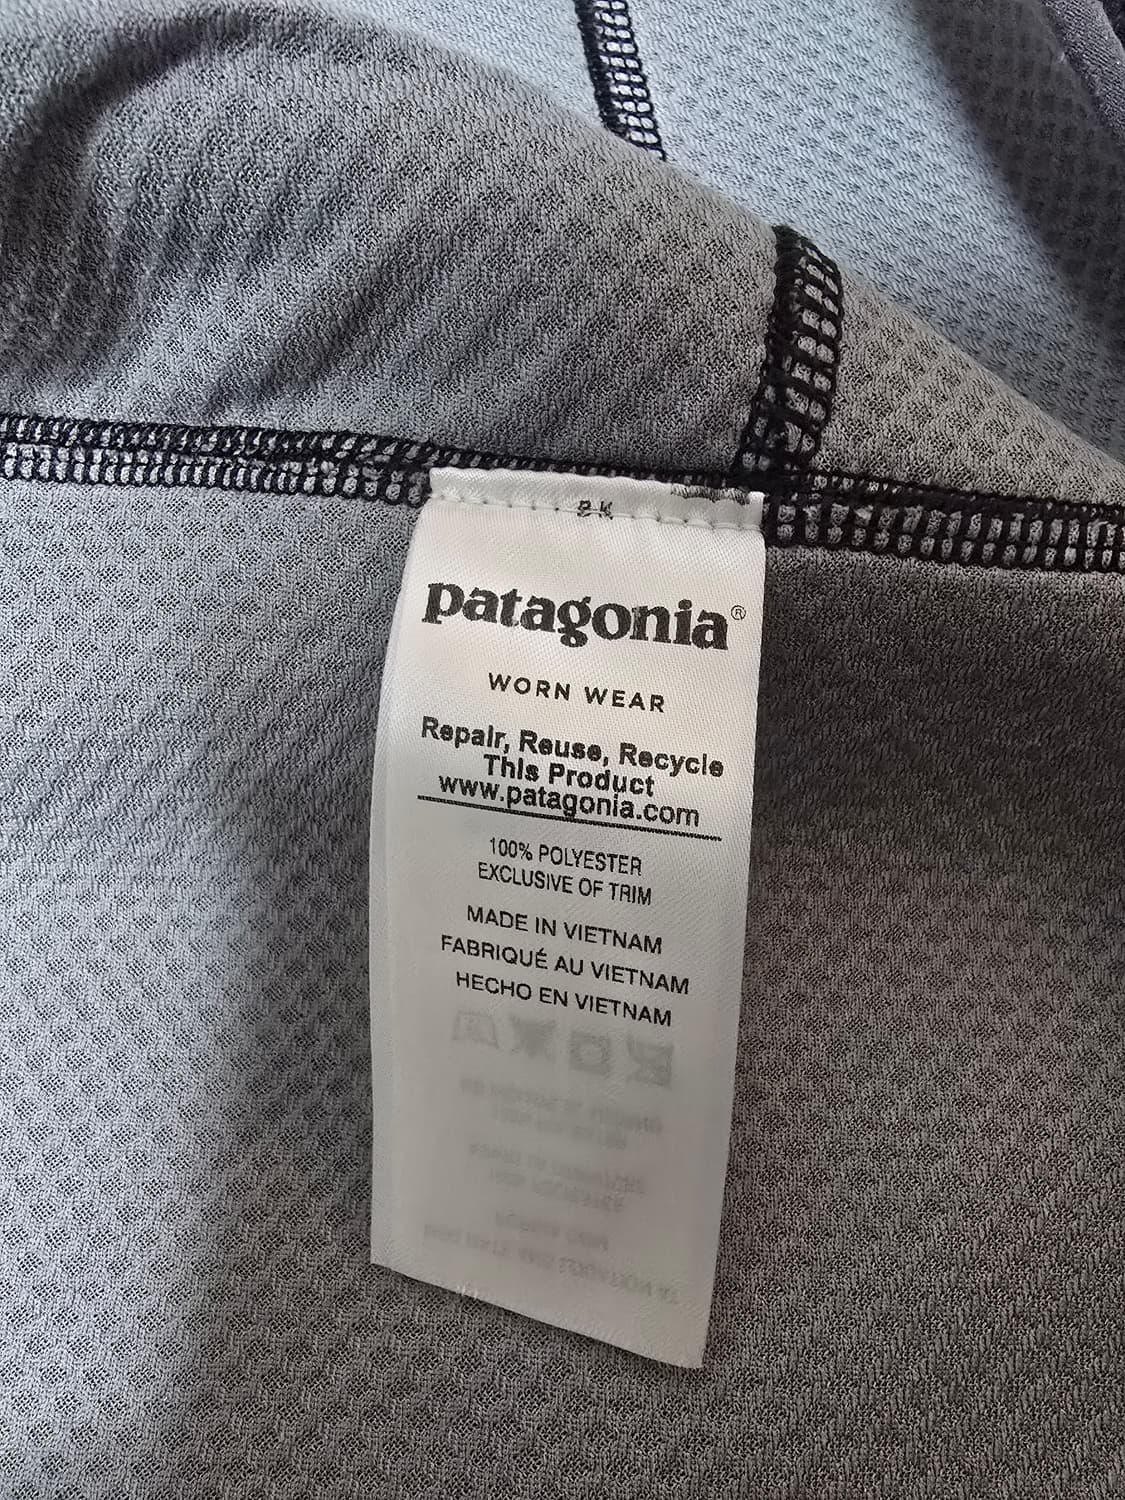 BK
patagonia®
WORN WEAR
Repair, Reuse, Recycle
This Product
www.patagonia.com
100% POLYESTER
EXCLUSIVE OF TRIM
MADE IN VIETNAM
FABRIQUÉ AU VIETNAM
HECHO EN VIETNAM